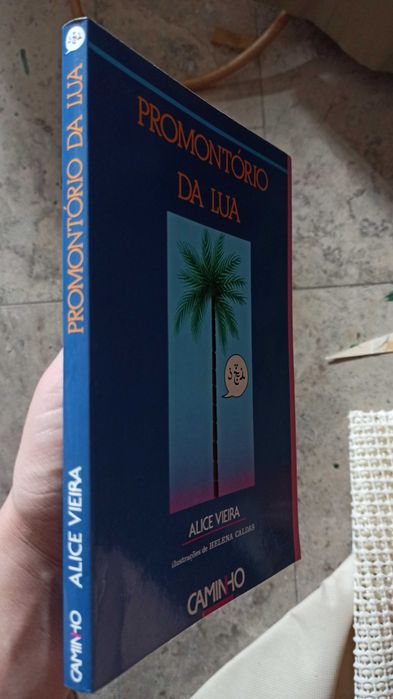 PROMONTÓRIO DA LUA
ALICE VIEIRA
CAMINHO
PROMONTÓRIO
DA LUA
ALICE VIEIRA
ilustrações de HELENA CALDAS
CAMINHO